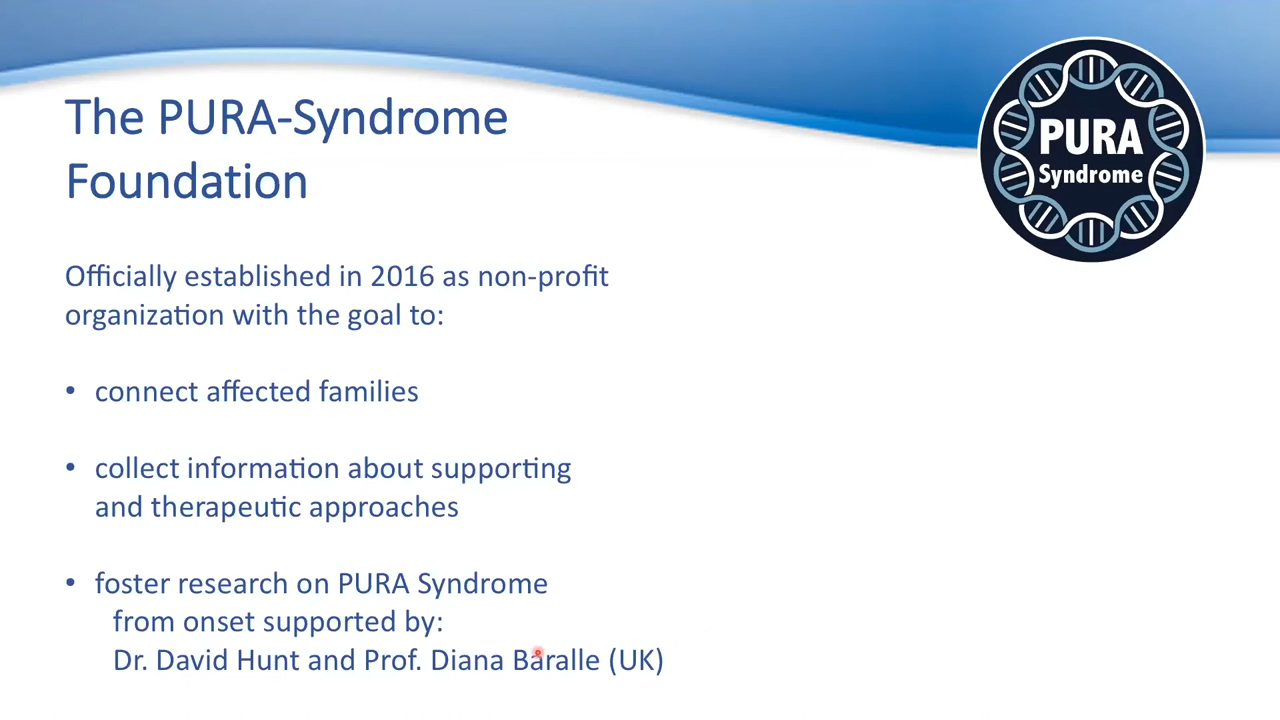 The PURA-Syndrome
Foundation
PURA
Syndrome
Officially established in 2016 as non-profit
organization with the goal to:
• connect affected families
• collect information about supporting
and therapeutic approaches
• foster research on PURA Syndrome
from onset supported by:
Dr. David Hunt and Prof. Diana Baralle (UK)